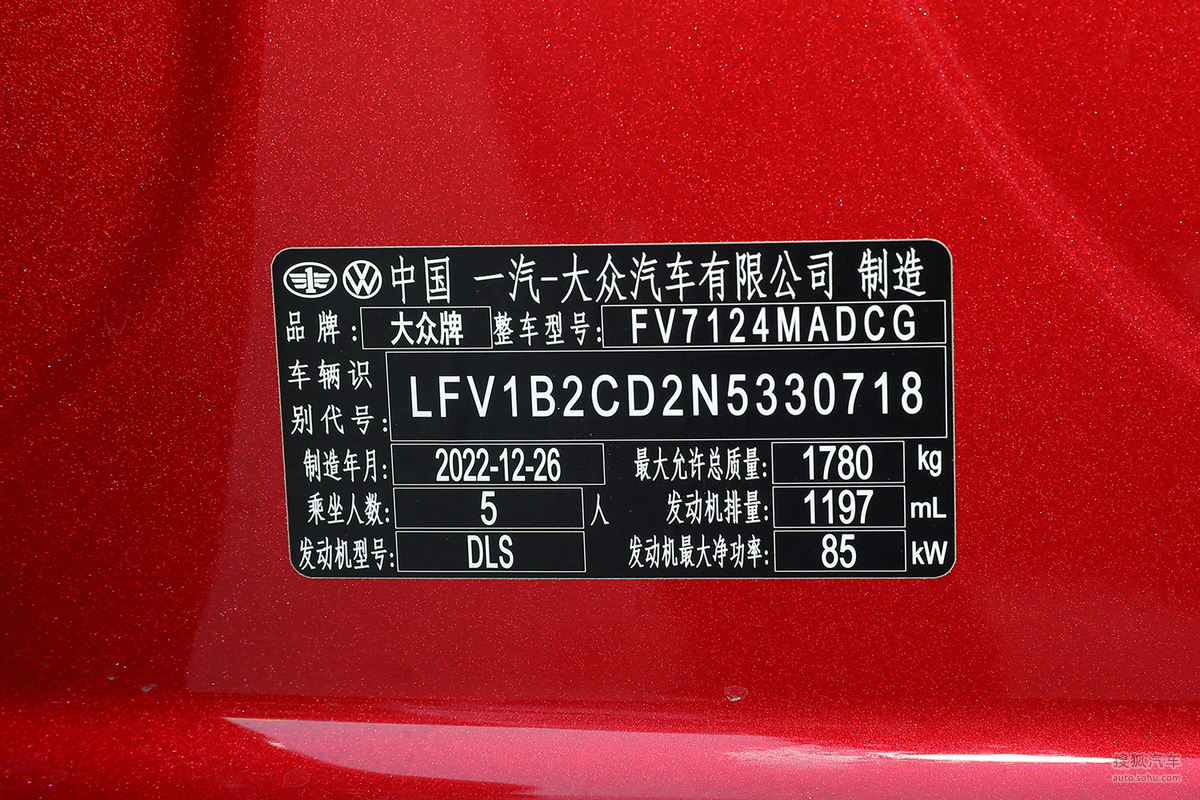 中国 一汽-大众汽车有限公司 制造
品牌: 大众牌 整车型号: FV7124MADCG
车辆识别代号: LFV1B2CD2N5330718
制造年月: 2022-12-26 最大允许总质量: 1780 kg
乘坐人数: 5 人 发动机排量: 1197 mL
发动机型号: DLS 发动机最大净功率: 85 kW
搜狐汽车
auto.sohu.com